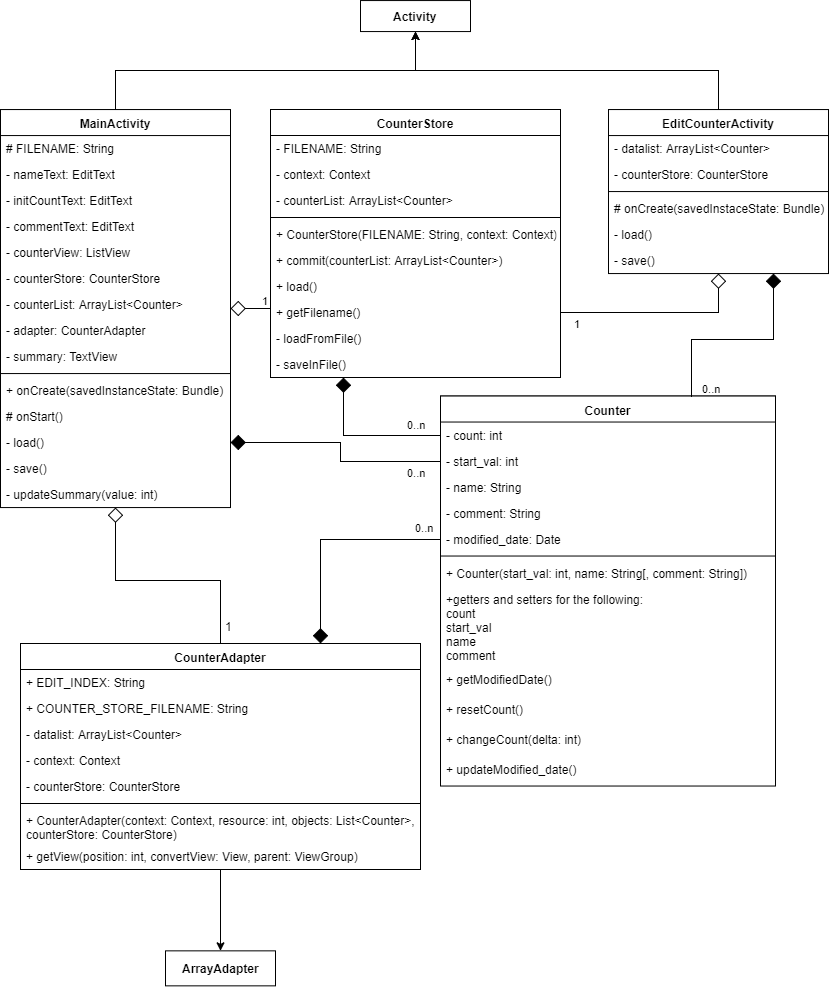 Activity
MainActivity
# FILENAME: String
- nameText: EditText
- initCountText: EditText
- commentText: EditText
- counterView: ListView
- counterStore: CounterStore
- counterList: ArrayList<Counter>
- adapter: CounterAdapter
- summary: TextView
+ onCreate(savedInstanceState: Bundle)
# onStart()
- load()
- save()
- updateSummary(value: int)
CounterStore
- FILENAME: String
- context: Context
- counterList: ArrayList<Counter>
+ CounterStore(FILENAME: String, context: Context)
+ commit(counterList: ArrayList<Counter>)
+ load()
+ getFilename()
- loadFromFile()
- saveInFile()
EditCounterActivity
- datalist: ArrayList<Counter>
- counterStore: CounterStore
# onCreate(savedInstaceState: Bundle)
- load()
- save()
1
1
0..n
0..n
0..n
0..n
1
Counter
- count: int
- start_val: int
- name: String
- comment: String
- modified_date: Date
+ Counter(start_val: int, name: String[, comment: String])
+getters and setters for the following:
count
start_val
name
comment
+ getModifiedDate()
+ resetCount()
+ changeCount(delta: int)
+ updateModified_date()
CounterAdapter
+ EDIT_INDEX: String
+ COUNTER_STORE_FILENAME: String
- datalist: ArrayList<Counter>
- context: Context
- counterStore: CounterStore
+ CounterAdapter(context: Context, resource: int, objects: List<Counter>,
counterStore: CounterStore)
+ getView(position: int, convertView: View, parent: ViewGroup)
ArrayAdapter